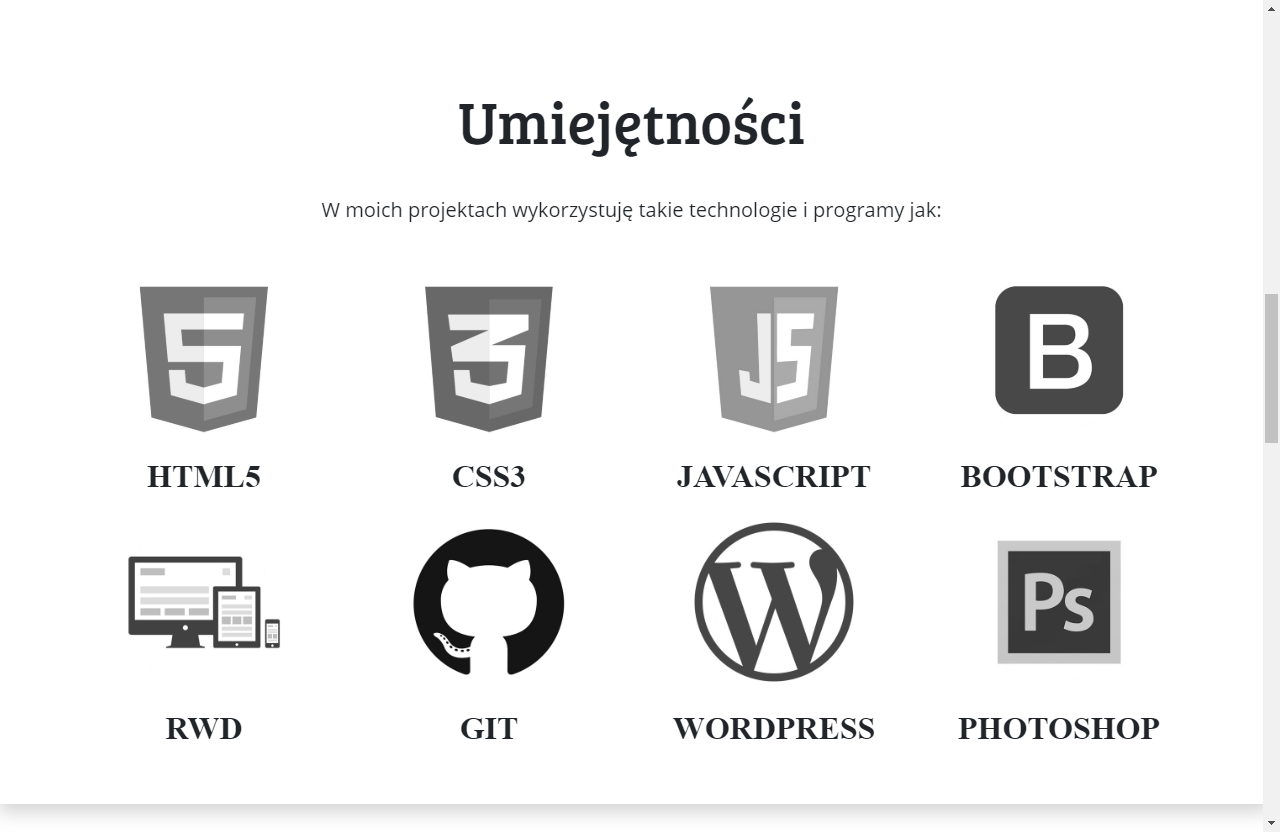 Umiejętności
W moich projektach wykorzystuję takie technologie i programy jak:
5 3 JS B
HTML5 CSS3 JAVASCRIPT BOOTSTRAP
W Ps
RWD GIT WORDPRESS PHOTOSHOP